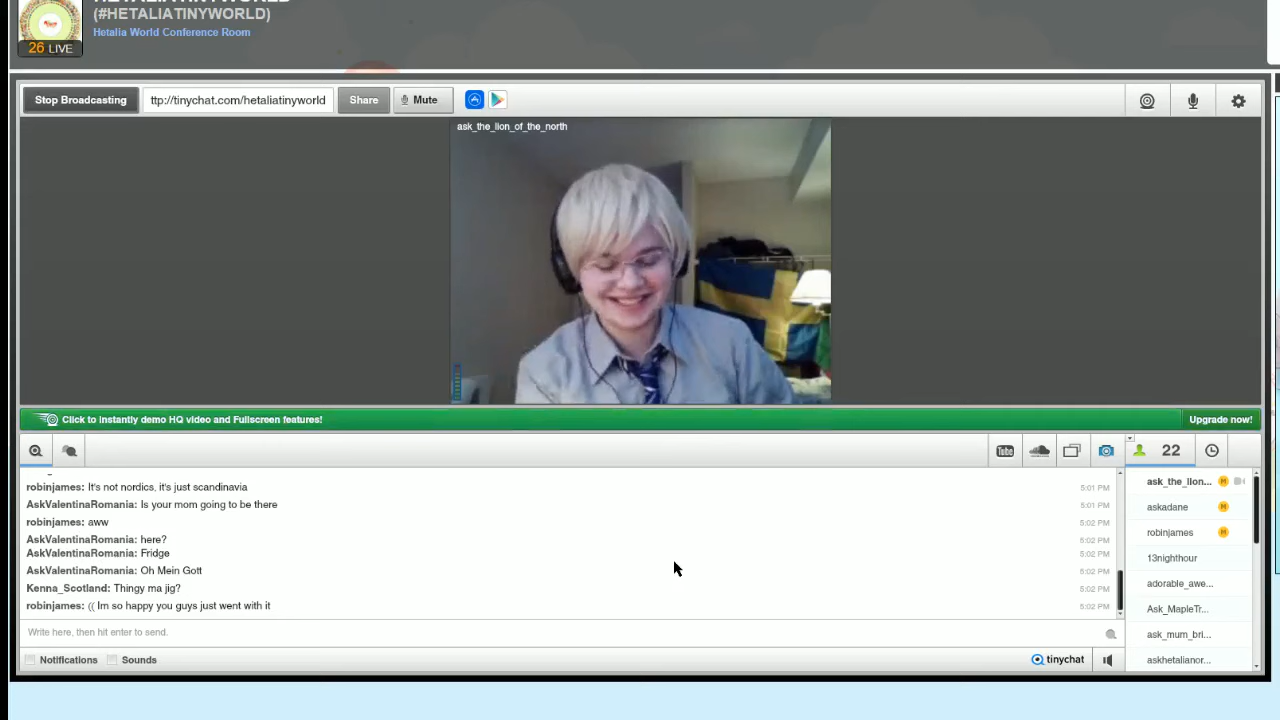 HETALIATINYWORLD
(#HETALIATINYWORLD)
Hetalia World Conference Room
26 LIVE
Stop Broadcasting
ttp://tinychat.com/hetaliatinyworld
Share
Mute
ask_the_lion_of_the_north
Click to instantly demo HQ video and Fullscreen features!
Upgrade now!
You Tube
22
robinjames: It's not nordics, it's just scandinavia 5:01 PM
AskValentinaRomania: Is your mom going to be there 5:01 PM
robinjames: aww 5:02 PM
AskValentinaRomania: here? 5:02 PM
AskValentinaRomania: Fridge 5:02 PM
AskValentinaRomania: Oh Mein Gott 5:02 PM
Kenna_Scotland: Thingy ma jig? 5:02 PM
robinjames: (( Im so happy you guys just went with it 5:02 PM
ask_the_lion... M
askadane M
robinjames M
13nighthour
adorable_awe...
Ask_MapleTr...
ask_mum_bri...
askhetalianor...
Write here, then hit enter to send.
Notifications
Sounds
tinychat